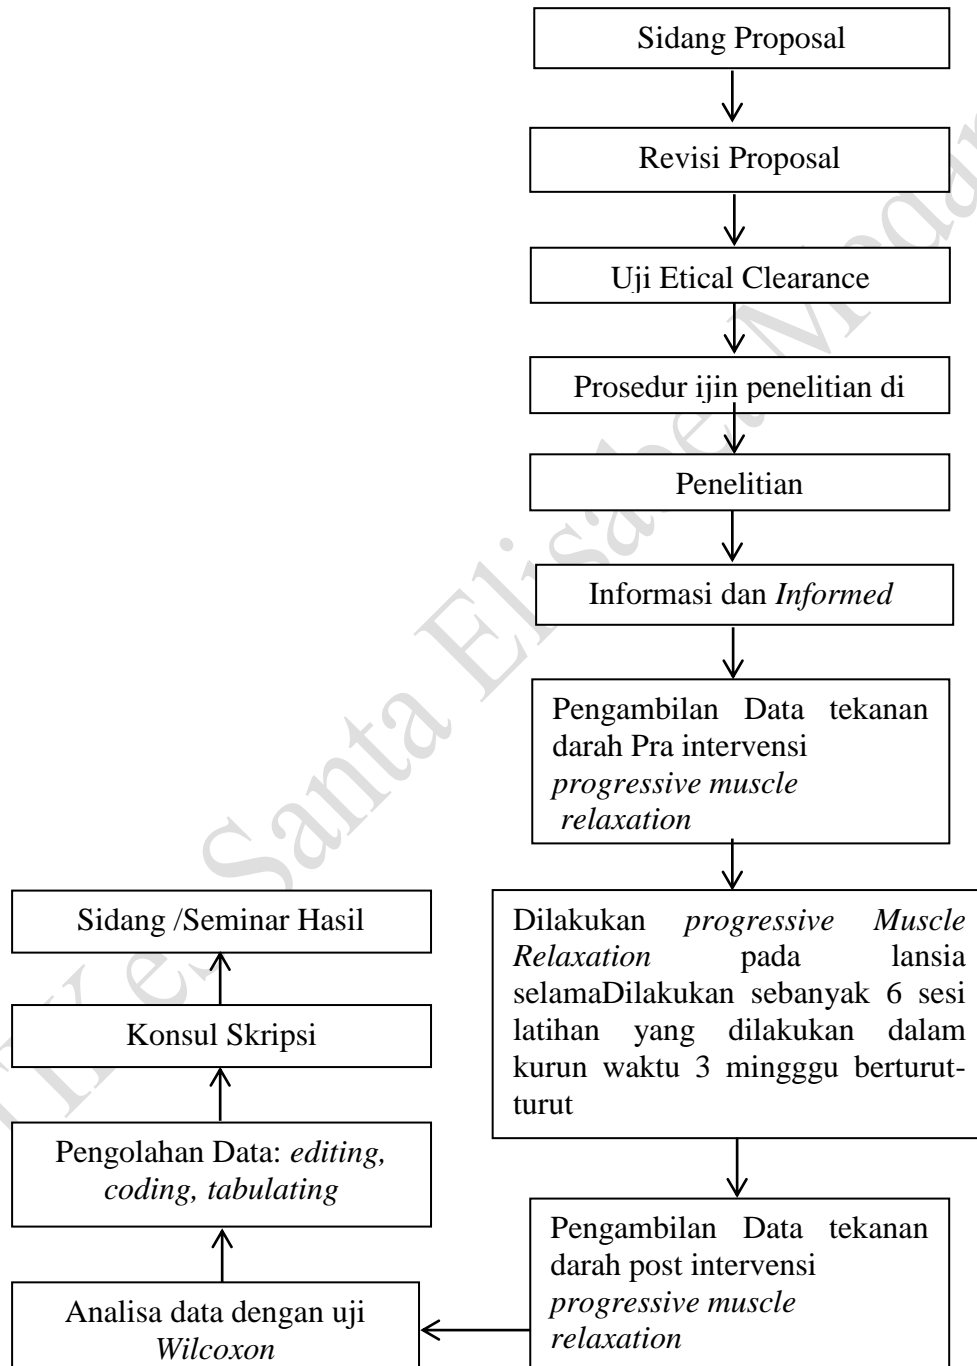 Sidang Proposal
Revisi Proposal
Uji Etical Clearance
Prosedur ijin penelitian di
Penelitian
Informasi dan Informed
Pengambilan Data tekanan
darah Pra intervensi
progressive muscle
relaxation
Dilakukan progressive Muscle
Relaxation pada lansia
selamaDilakukan sebanyak 6 sesi
latihan yang dilakukan dalam
kurun waktu 3 mingggu berturut-
turut
Pengambilan Data tekanan
darah post intervensi
progressive muscle
relaxation
Analisa data dengan uji
Wilcoxon
Pengolahan Data: editing,
coding, tabulating
Konsul Skripsi
Sidang /Seminar Hasil
Santa Elisabet